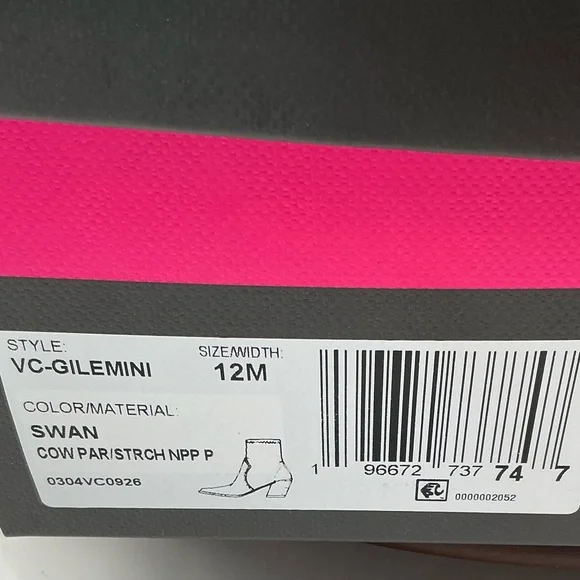 STYLE:
VC-GILEMINI
SIZE/WIDTH:
12M
COLOR/MATERIAL:
SWAN
COW PAR/STRCH NPP P
0304VC0926
1 96672 737 74 7
0000002052